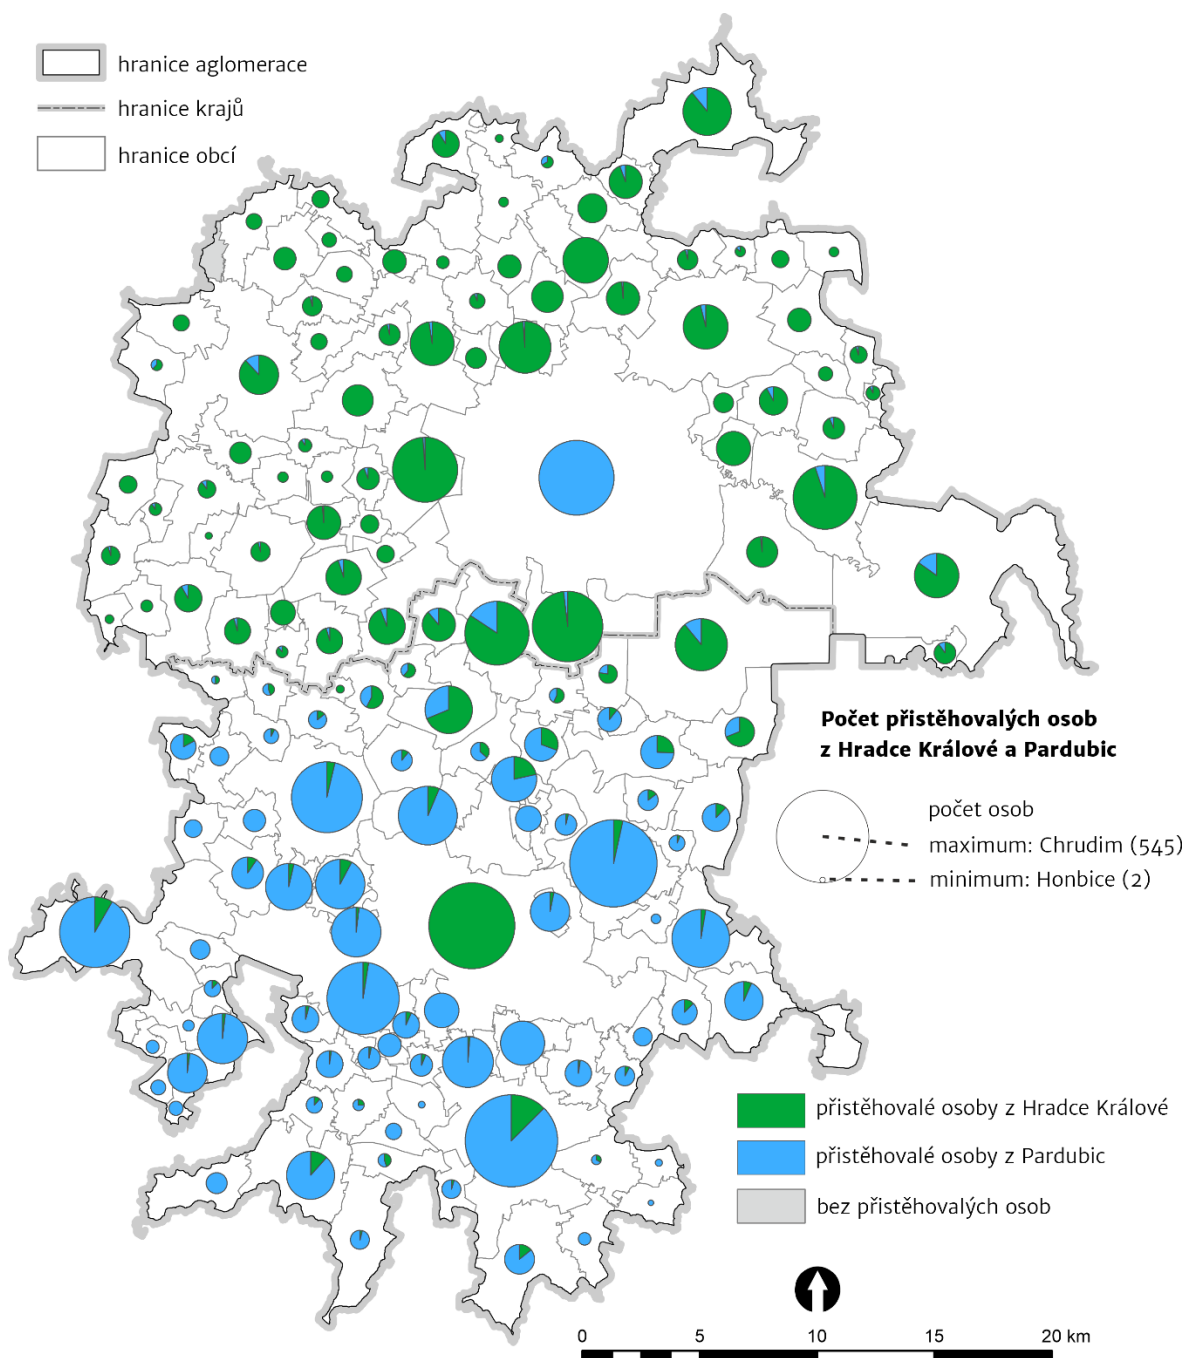 hranice aglomerace
hranice krajů
hranice obcí
Počet přistěhovalých osob
z Hradce Králové a Pardubic
počet osob
maximum: Chrudim (545)
minimum: Honbice (2)
přistěhovalé osoby z Hradce Králové
přistěhovalé osoby z Pardubic
bez přistěhovalých osob
0 5 10 15 20 km